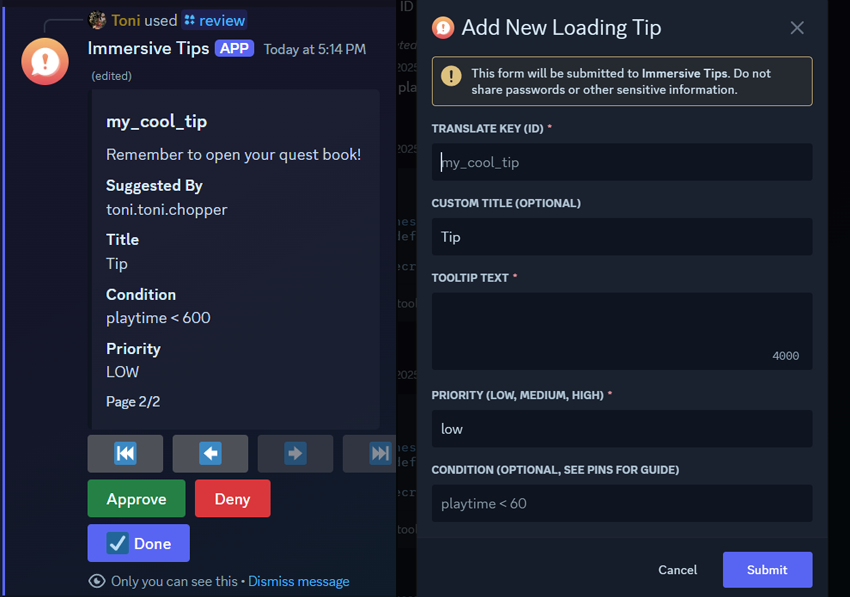 Toni used review
Immersive Tips APP Today at 5:14 PM
(edited)
my_cool_tip
Remember to open your quest book!
Suggested By
toni.toni.chopper
Title
Tip
Condition
playtime < 600
Priority
LOW
Page 2/2
Approve Deny
Done
Only you can see this • Dismiss message
ID
2025
2025
2025
Add New Loading Tip
This form will be submitted to Immersive Tips. Do not
share passwords or other sensitive information.
TRANSLATE KEY (ID) *
my_cool_tip
CUSTOM TITLE (OPTIONAL)
Tip
TOOLTIP TEXT *
4000
PRIORITY (LOW, MEDIUM, HIGH) *
low
CONDITION (OPTIONAL, SEE PINS FOR GUIDE)
playtime < 60
Cancel Submit